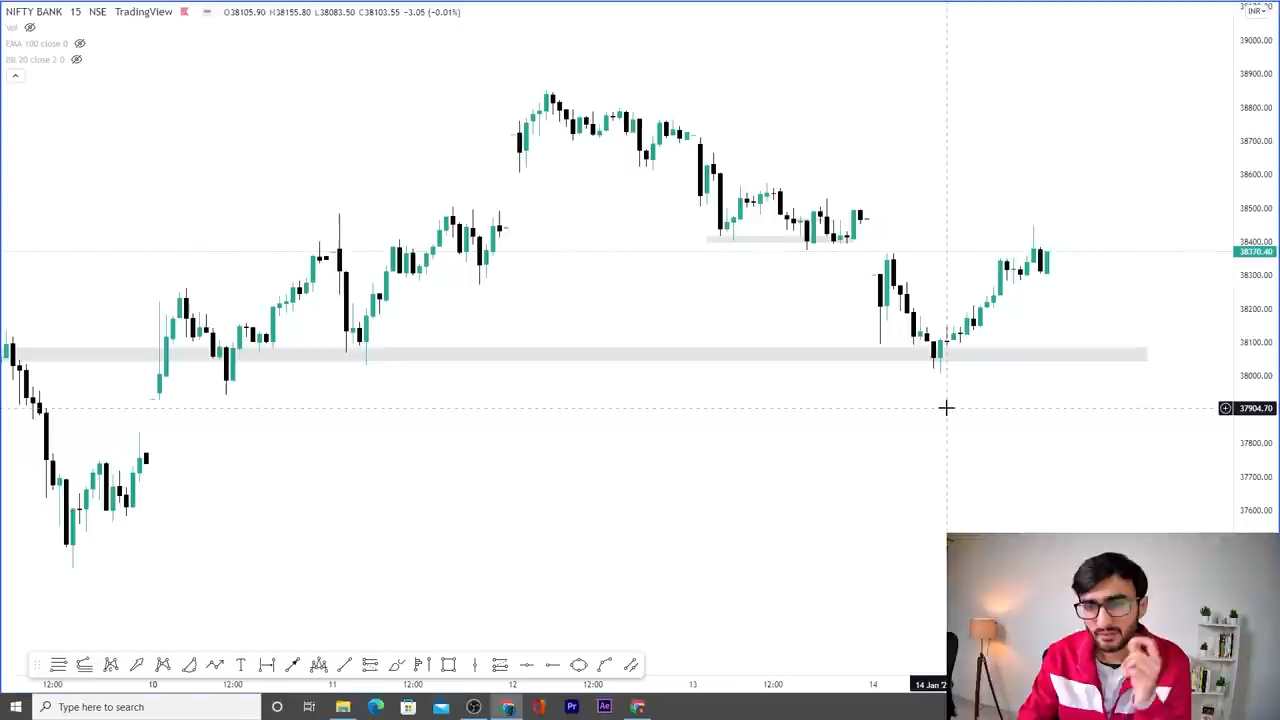 NIFTY BANK 15 NSE TradingView O38105.90 H38155.80 L38083.50 C38103.55 -3.05 (-0.01%)
INR
Vol
EMA 100 close 0
BB 20 close 2 0
39000.00
38900.00
38800.00
38700.00
38600.00
38500.00
38400.00
38370.40
38300.00
38200.00
38100.00
38000.00
37904.70
37800.00
37700.00
37600.00
12:00 10 12:00 11 12:00 12 12:00 13 12:00 14 14 Jan '2
Type here to search
Pr
Ae